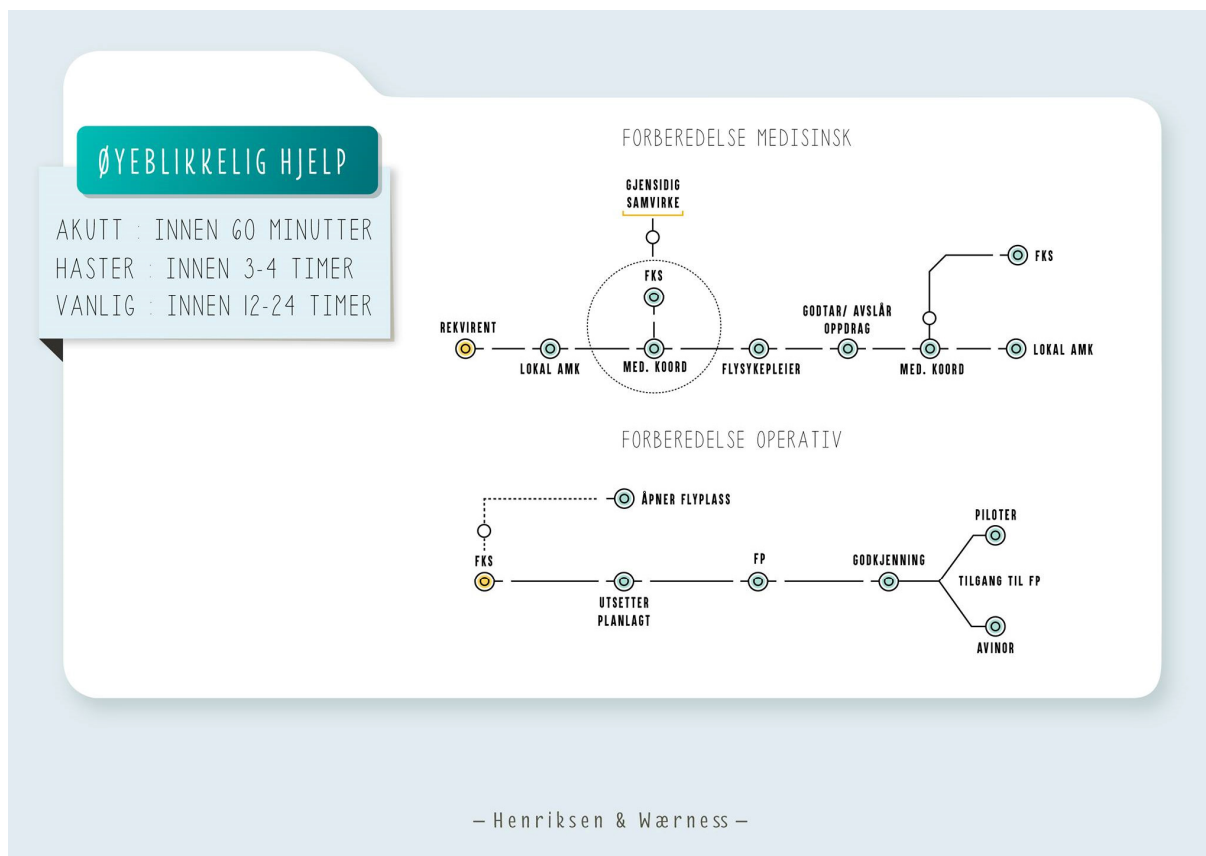 ØYEBLIKKELIG HJELP
AKUTT : INNEN 60 MINUTTER
HASTER : INNEN 3-4 TIMER
VANLIG : INNEN 12-24 TIMER
FORBEREDELSE MEDISINSK
GJENSIDIG
SAMVIRKE
FKS
REKVIRENT
LOKAL AMK
MED. KOORD
FLYSYKEPLEIER
GODTAR/ AVSLÅR
OPPDRAG
MED. KOORD
FKS
LOKAL AMK
FORBEREDELSE OPERATIV
ÅPNER FLYPLASS
FKS
UTSETTER
PLANLAGT
FP
GODKJENNING
PILOTER
TILGANG TIL FP
AVINOR
– Henriksen & Wærness –